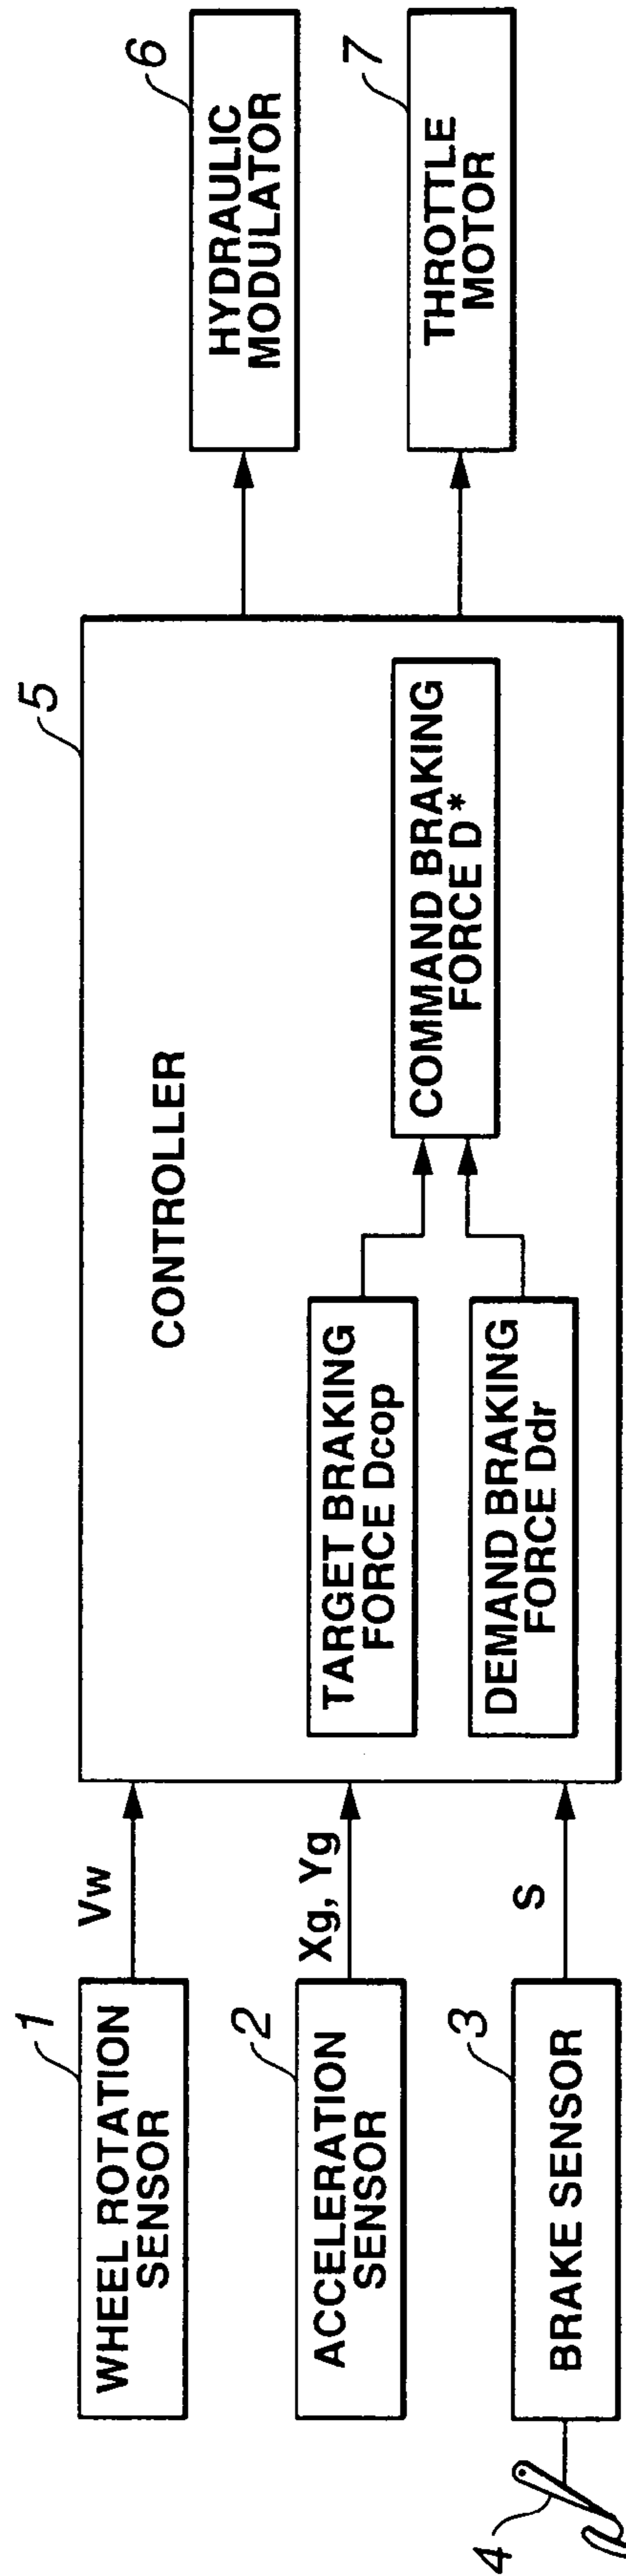 1
WHEEL ROTATION
SENSOR
Vw
2
ACCELERATION
SENSOR
Xg, Yg
3
BRAKE SENSOR
S
4
5
CONTROLLER
TARGET BRAKING
FORCE Dcop
DEMAND BRAKING
FORCE Ddr
COMMAND BRAKING
FORCE D*
6
HYDRAULIC
MODULATOR
7
THROTTLE
MOTOR